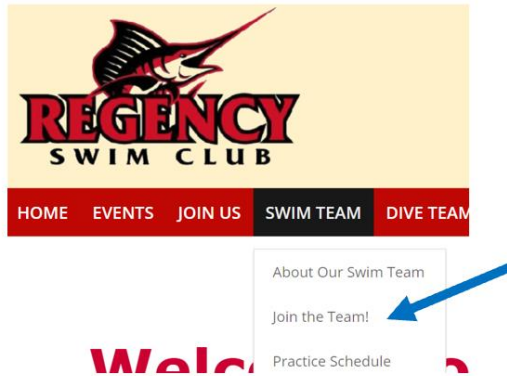 REGENCY
SWIM CLUB
HOME EVENTS JOIN US SWIM TEAM DIVE TEAM
About Our Swim Team
Join the Team!
Practice Schedule